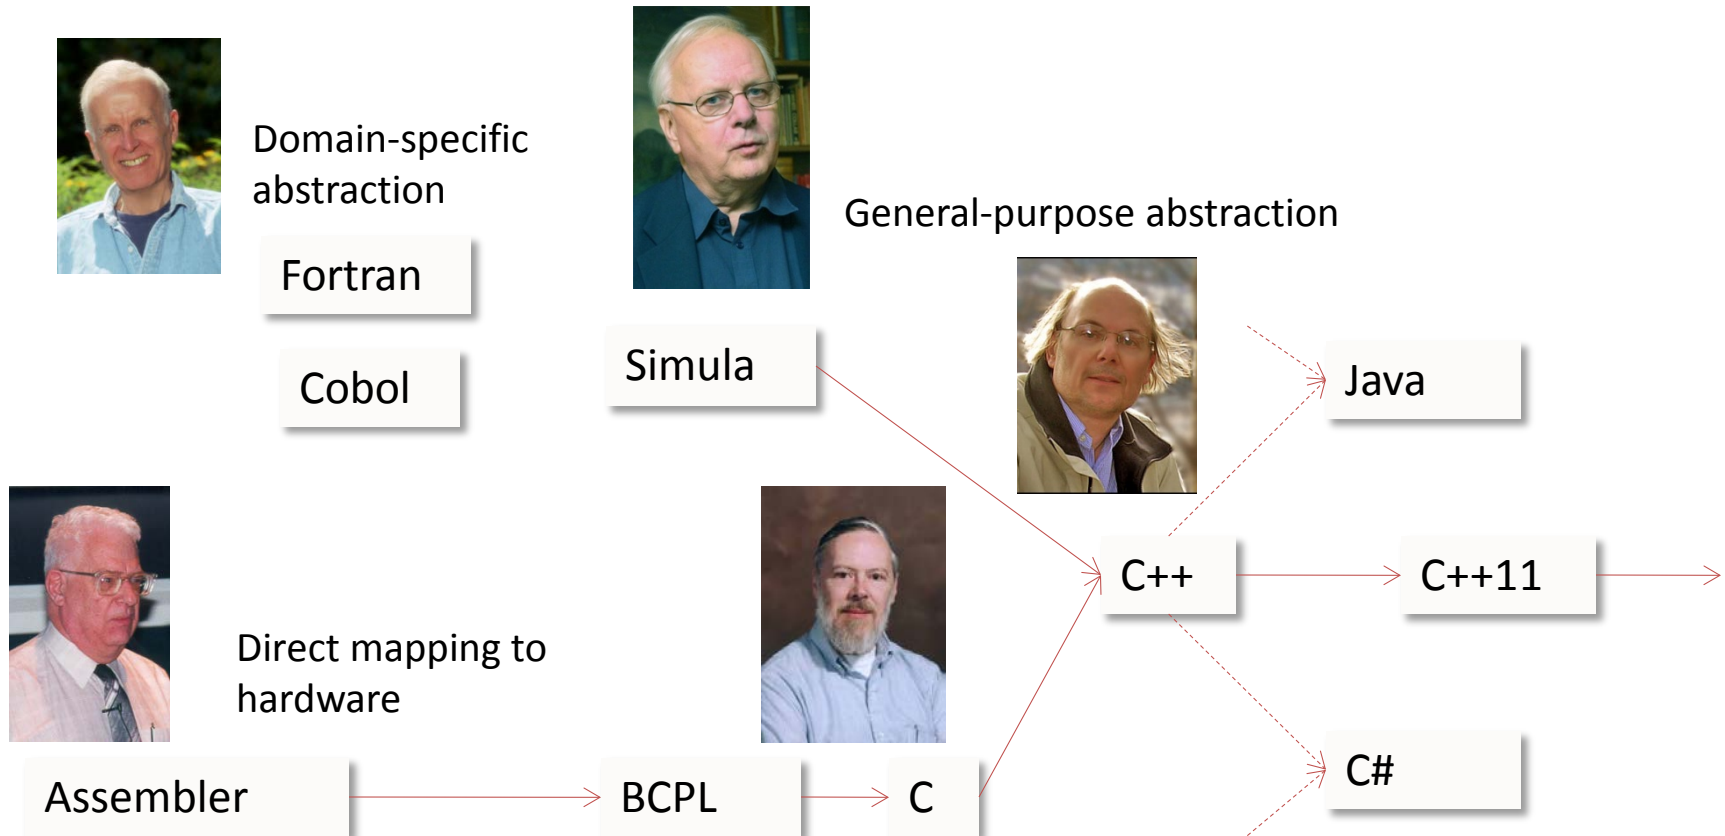 Domain-specific
abstraction
General-purpose abstraction
Fortran
Simula
Java
Cobol
C++
C++11
Direct mapping to
hardware
C#
Assembler
BCPL
C